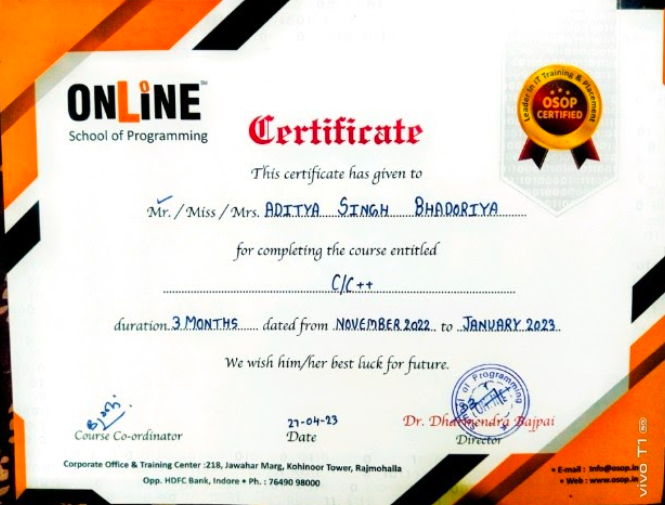 ONLiNE™
School of Programming
Leader in IT Training & Placement
OSOP
CERTIFIED
Certificate
This certificate has given to
Mr. / Miss / Mrs. ADITYA SINGH BHADORIYA
for completing the course entitled
C/C++
duration 3 MONTHS dated from NOVEMBER 2022 to JANUARY 2023
We wish him/her best luck for future.
School of Programming
27-04-23
Dr. Dharmendra Bajpai
Course Co-ordinator
Date
Director
Corporate Office & Training Center :218, Jawahar Marg, Kohinoor Tower, Rajmohalla
Opp. HDFC Bank, Indore • Ph. : 76490 98000
• E-mail : Info@osop.in
• Web : www.osop.in
vivo T1 5G